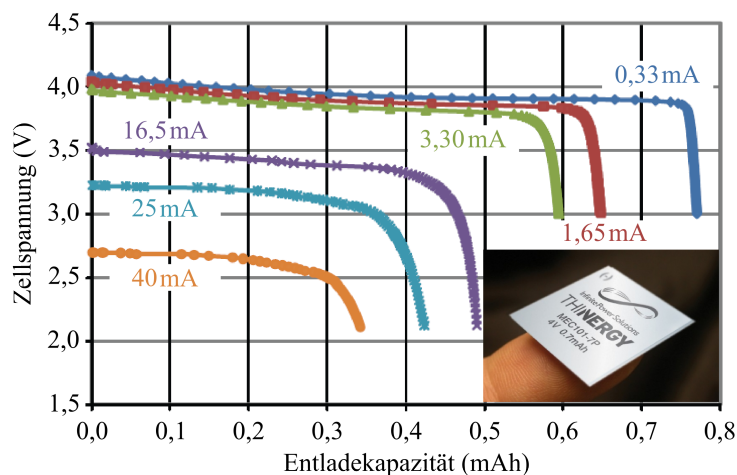 4,5
4,0
3,5
3,0
2,5
2,0
1,5
Zellspannung (V)
0,33 mA
16,5 mA
3,30 mA
25 mA
1,65 mA
40 mA
InfinitePower Solutions
THINERGY
MEC101-7P
4V 0.7mAh
0,0 0,1 0,2 0,3 0,4 0,5 0,6 0,7 0,8
Entladekapazität (mAh)